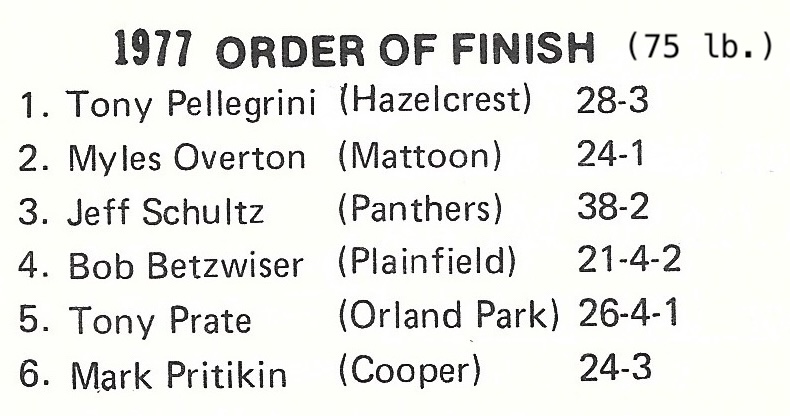 1977 ORDER OF FINISH (75 lb.)
1. Tony Pellegrini (Hazelcrest) 28-3
2. Myles Overton (Mattoon) 24-1
3. Jeff Schultz (Panthers) 38-2
4. Bob Betzwiser (Plainfield) 21-4-2
5. Tony Prate (Orland Park) 26-4-1
6. Mark Pritikin (Cooper) 24-3